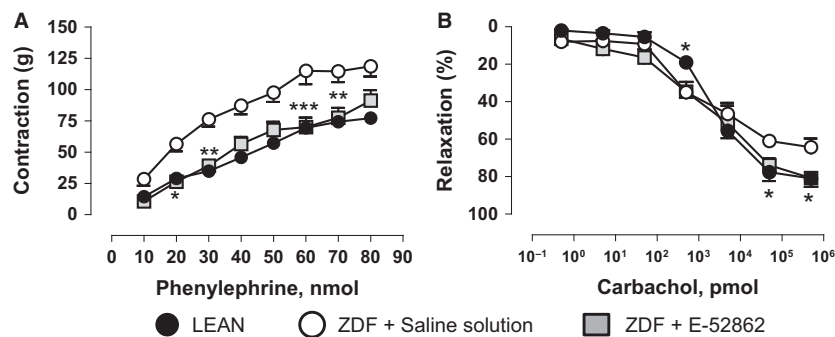 A
Contraction (g)
150
125
100
75
50
25
0
*
**
***
**
0 10 20 30 40 50 60 70 80 90
Phenylephrine, nmol
B
Relaxation (%)
0
20
40
60
80
100
*
*
*
10⁻¹ 10⁰ 10¹ 10² 10³ 10⁴ 10⁵ 10⁶
Carbachol, pmol
LEAN ZDF + Saline solution ZDF + E-52862